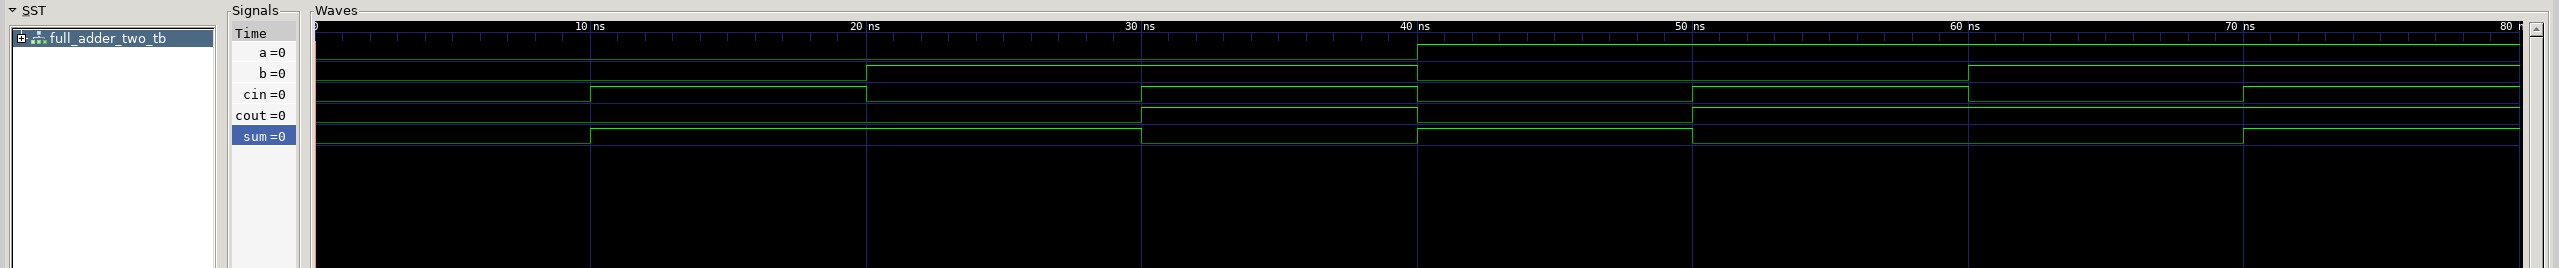 SST
full_adder_two_tb
Signals
Time
a=0
b=0
cin=0
cout=0
sum=0
Waves
0 10 ns 20 ns 30 ns 40 ns 50 ns 60 ns 70 ns 80 n